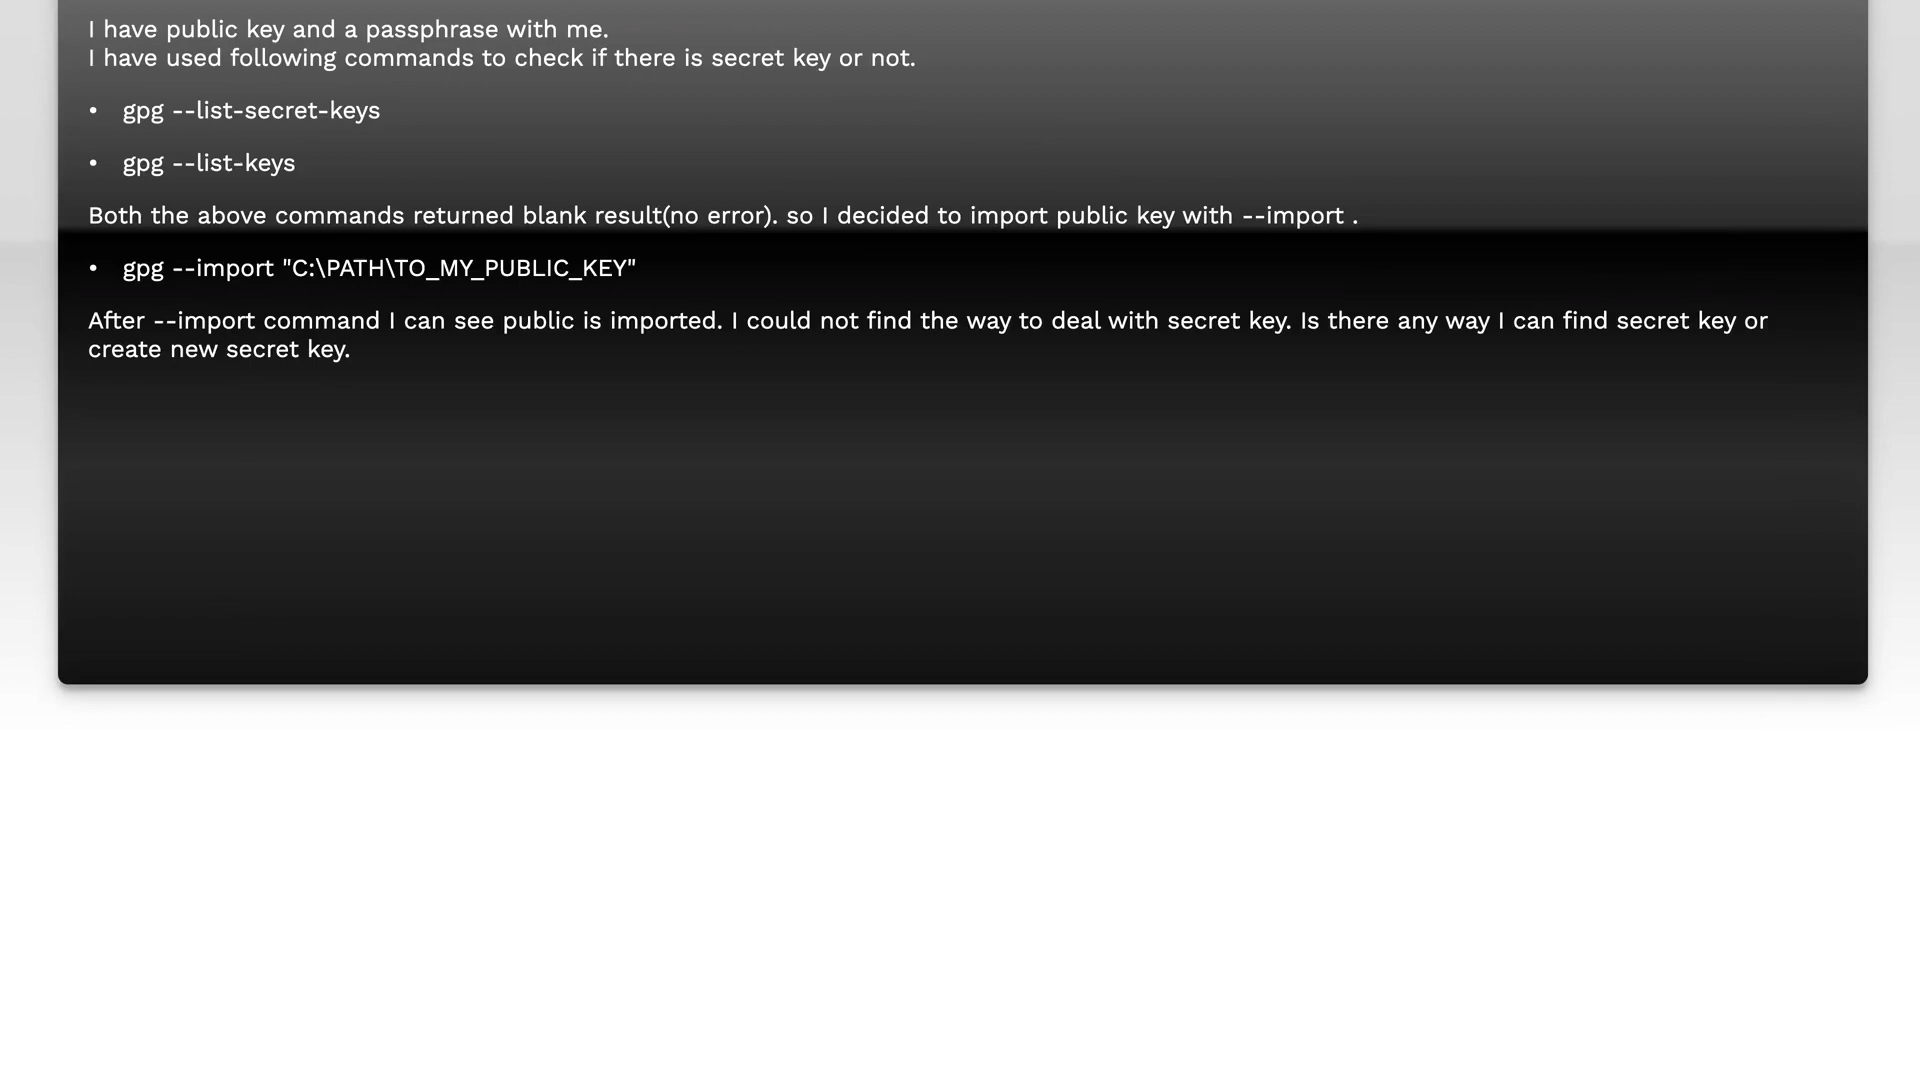 I have public key and a passphrase with me.
I have used following commands to check if there is secret key or not.
• gpg --list-secret-keys
• gpg --list-keys
Both the above commands returned blank result(no error). so I decided to import public key with --import .
• gpg --import "C:\PATH\TO_MY_PUBLIC_KEY"
After --import command I can see public is imported. I could not find the way to deal with secret key. Is there any way I can find secret key or
create new secret key.